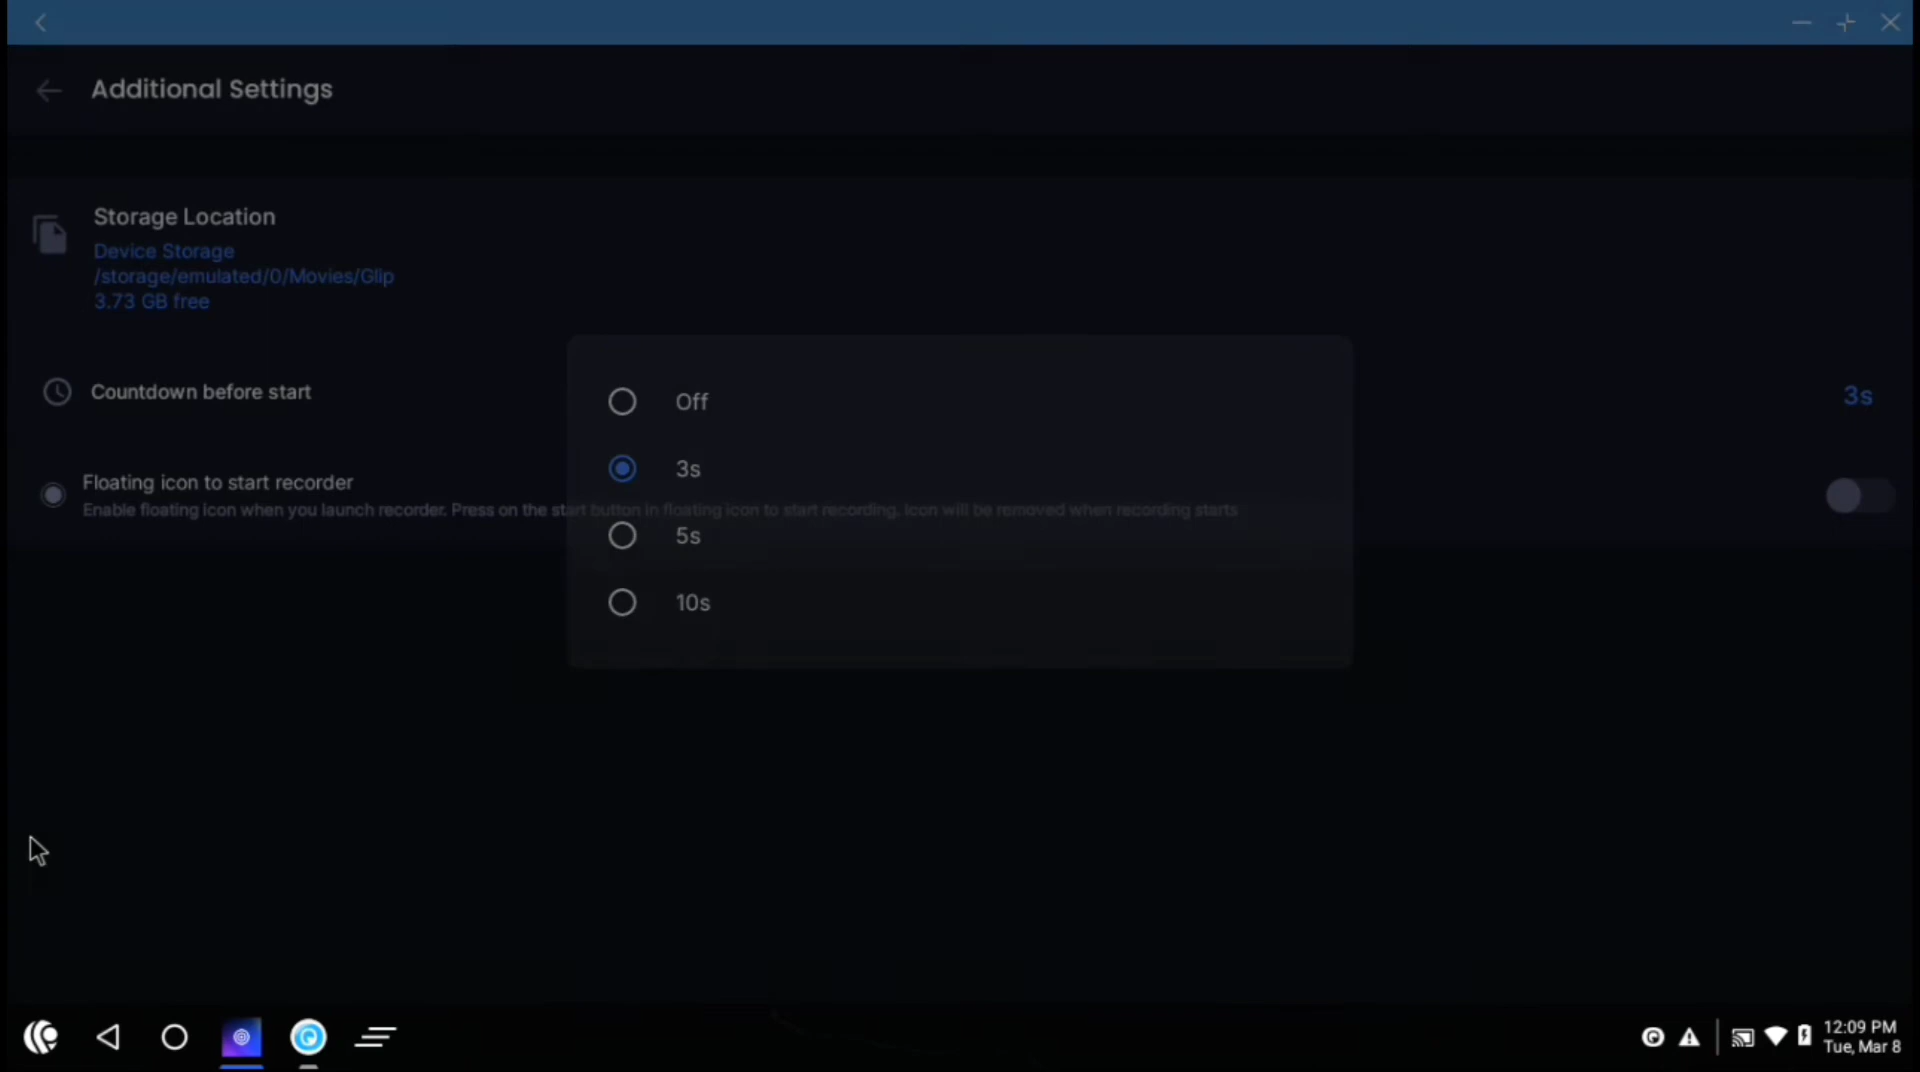 Additional Settings
Storage Location
Device Storage
/storage/emulated/0/Movies/Glip
3.73 GB free
Countdown before start
3s
Off
3s
5s
10s
Floating icon to start recorder
Enable floating icon when you launch recorder. Press on the start button in floating icon to start recording. Icon will be removed when recording starts
12:09 PM
Tue, Mar 8